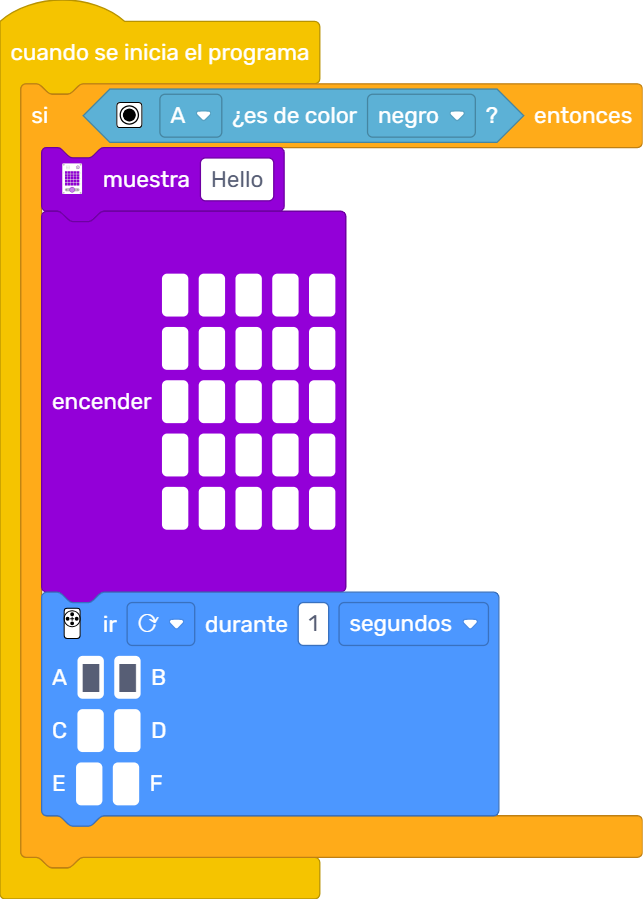 cuando se inicia el programa
si A ¿es de color negro ? entonces
muestra Hello
encender
ir durante 1 segundos
A B
C D
E F